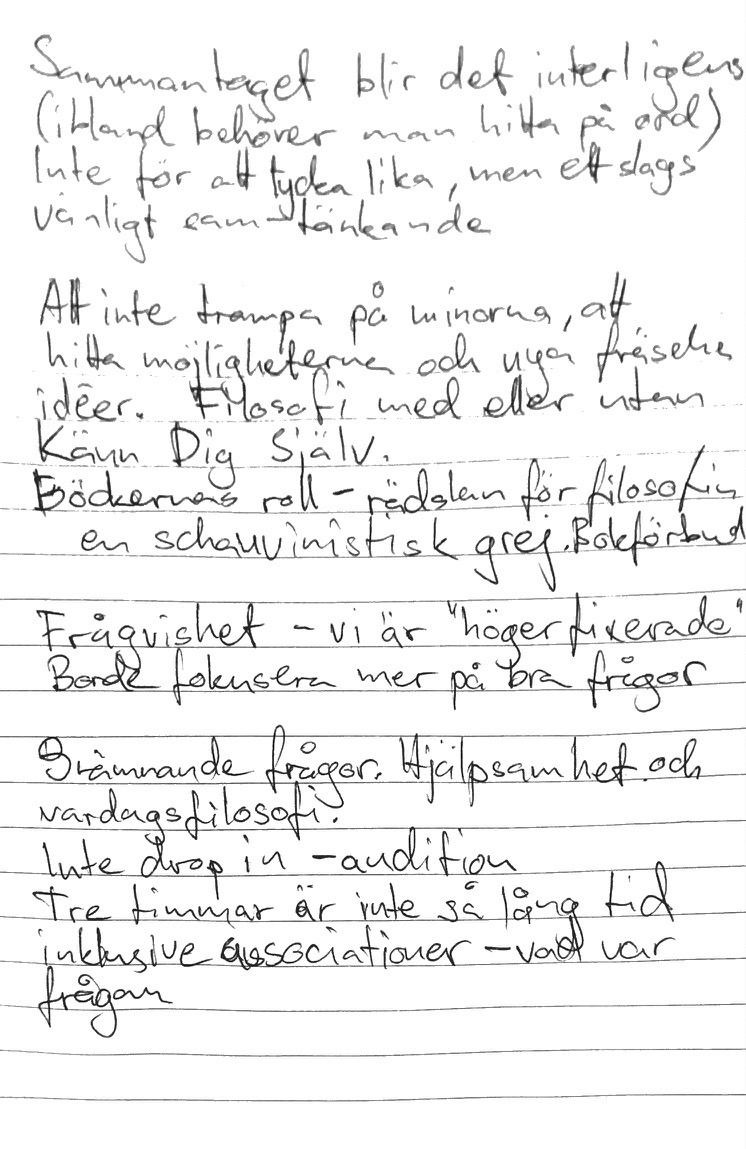 Sammantaget blir det interligens
(ibland behöver man hitta på ord)
Inte för att tycka lika, men ett slags
vänligt sam-tänkande
Att inte trampa på minorna, att
hitta möjligheterna och nya fräscha
idéer. Filosofi med eller utan
Känn Dig Själv.
Böckernas roll - rädslan för filosofin
en schauvinistisk grej. Bokförbud
Frågvishet - vi är "höger fixerade"
Borde fokusera mer på bra frågor
Grämnande frågor. Hjälpsamhet och
vardagsfilosofi.
Inte drop in - audition
Tre timmar är inte så lång tid
inklusive associationer - vad var
frågan